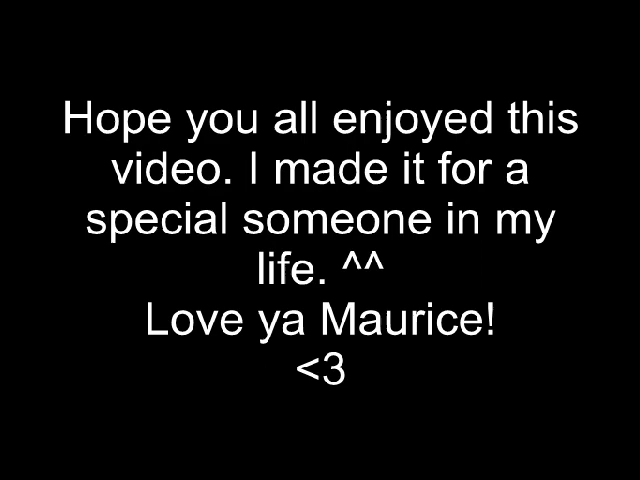 Hope you all enjoyed this
video. I made it for a
special someone in my
life. ^^
Love ya Maurice!
<3